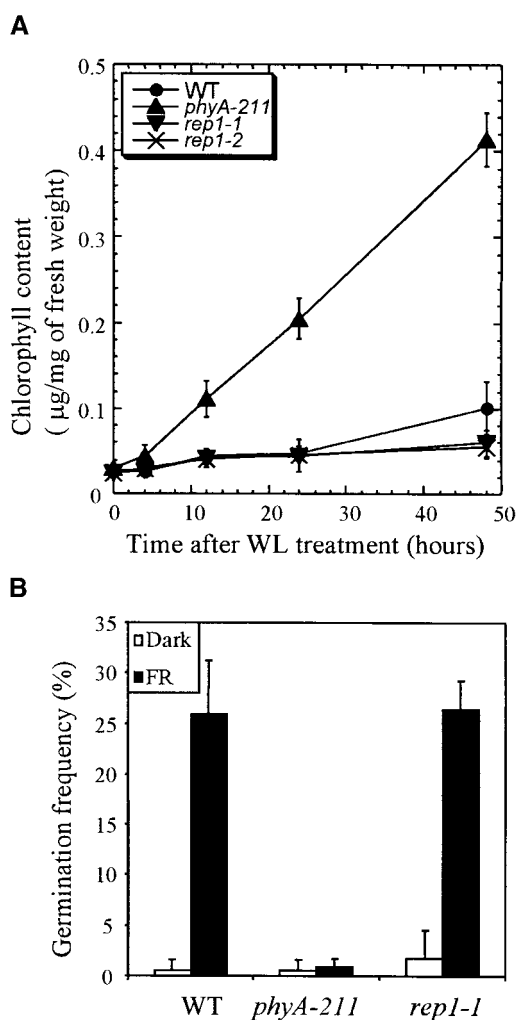 A
0.5
0.4
0.3
0.2
0.1
0
WT
phyA-211
rep1-1
rep1-2
Chlorophyll content
( μg/mg of fresh weight)
0 10 20 30 40 50
Time after WL treatment (hours)
B
35
30
25
20
15
10
5
0
Dark
FR
Germination frequency (%)
WT phyA-211 rep1-1